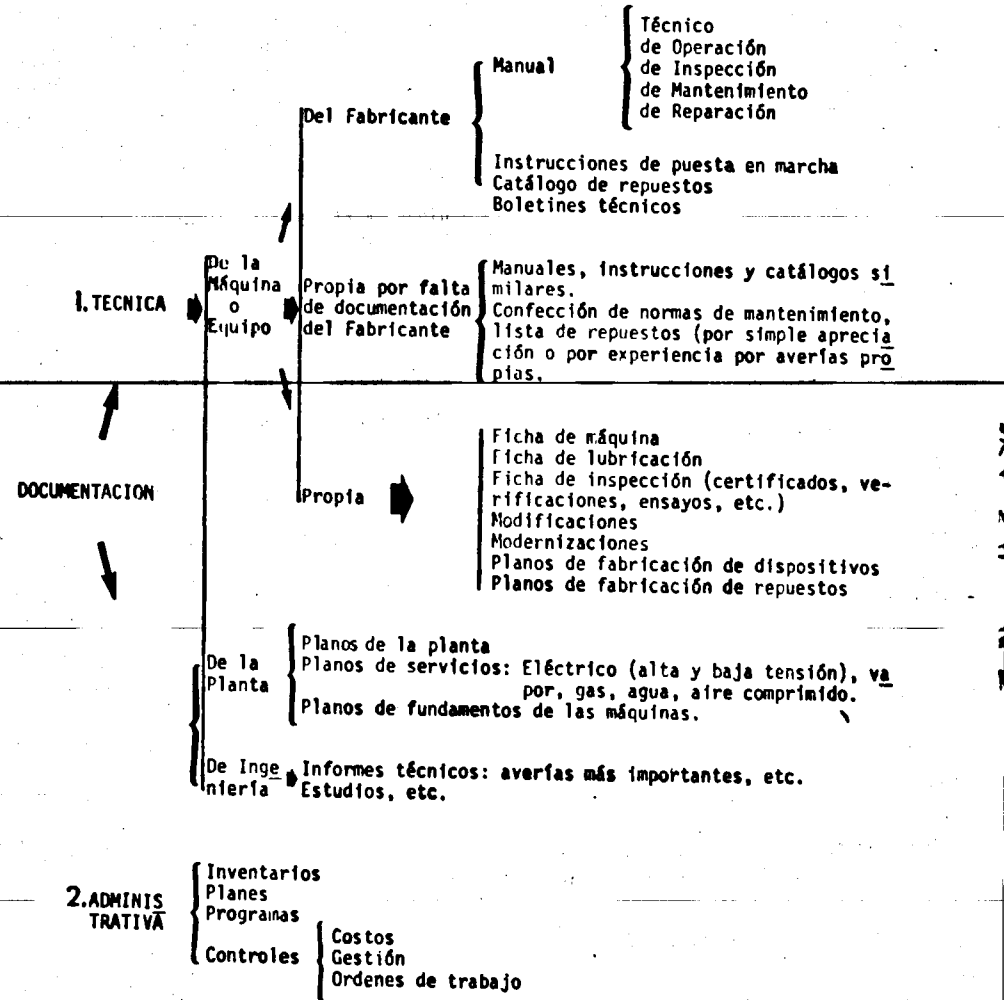 Técnico
de Operación
Manual
de Inspección
de Mantenimiento
de Reparación
Del Fabricante
Instrucciones de puesta en marcha
Catálogo de repuestos
Boletines técnicos
1. TECNICA
De la
Máquina
o
Equipo
Propia por falta
de documentación
del Fabricante
Manuales, instrucciones y catálogos si
milares.
Confección de normas de mantenimiento,
lista de repuestos (por simple aprecia
ción o por experiencia por averías pro
pias.
DOCUMENTACION
Propia
Ficha de máquina
Ficha de lubricación
Ficha de inspección (certificados, ve-
rificaciones, ensayos, etc.)
Modificaciones
Modernizaciones
Planos de fabricación de dispositivos
Planos de fabricación de repuestos
De la
Planta
Planos de la planta
Planos de servicios: Eléctrico (alta y baja tensión), va
por, gas, agua, aire comprimido.
Planos de fundamentos de las máquinas.
De Inge
niería
Informes técnicos: averías más importantes, etc.
Estudios, etc.
2. ADMINIS
TRATIVA
Inventarios
Planes
Programas
Controles
Costos
Gestión
Ordenes de trabajo